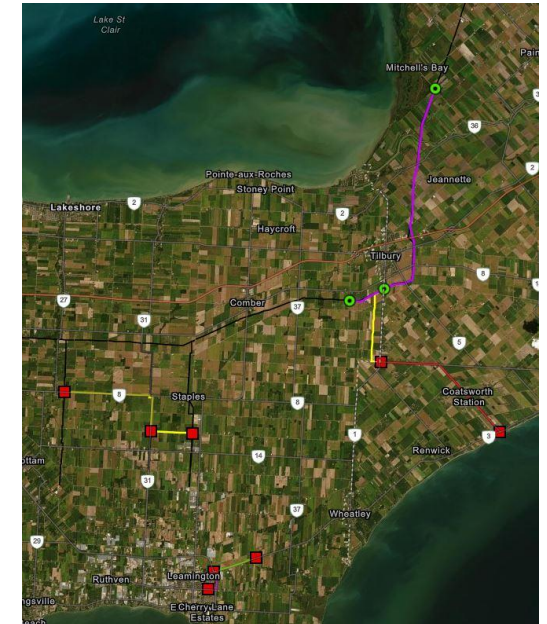 Lake St
Clair
Mitchell's Bay
Pain
36
Jeannette
2
Pointe-aux-Roches
Stoney Point
Lakeshore
2
2
Haycroft
Tilbury
8
27
Comber
37
31
5
8
Staples
8
Coatsworth
Station
1
3
ottam
14
Renwick
31
37
Wheatley
29
Ruthven
Leamington
ngsville
E Cherry Lane
Estates
Beach